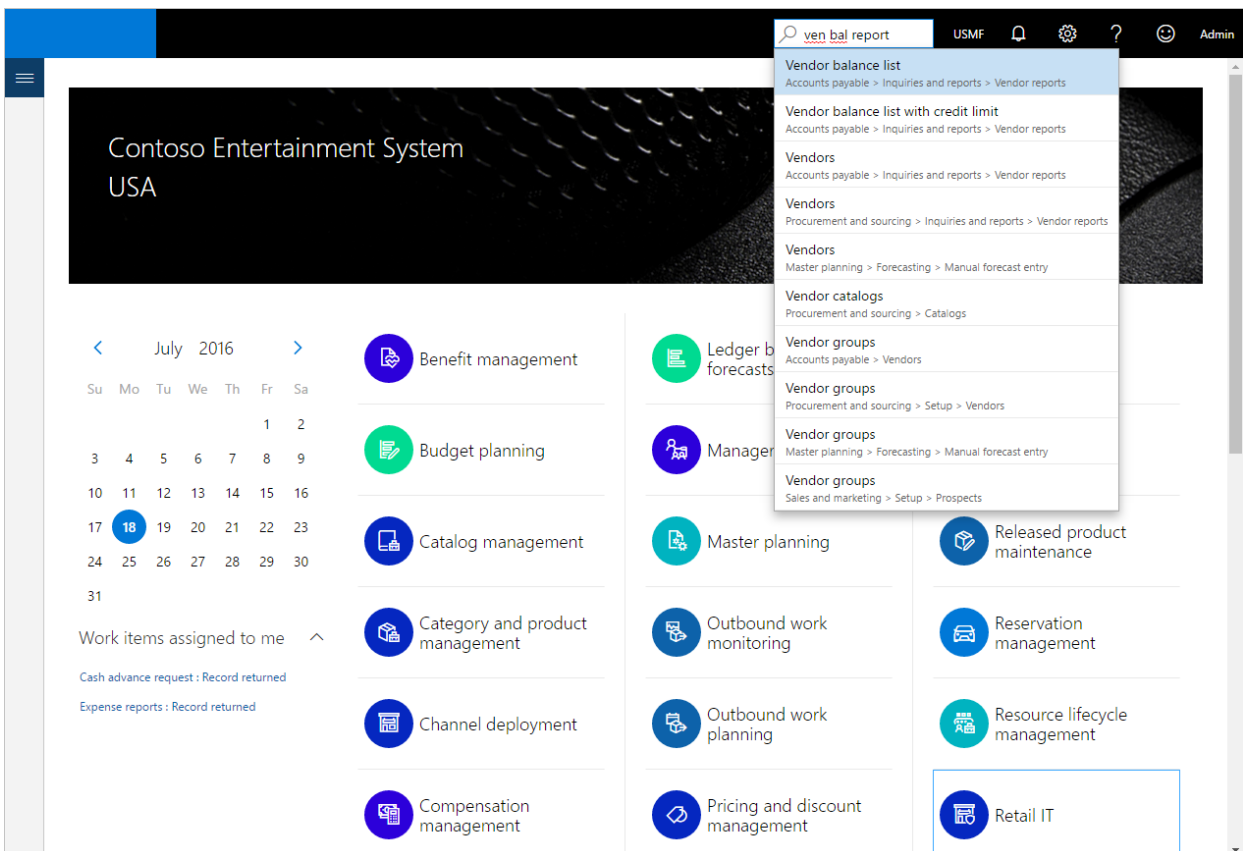 ven bal report
USMF
?
Admin
Vendor balance list
Accounts payable > Inquiries and reports > Vendor reports
Vendor balance list with credit limit
Accounts payable > Inquiries and reports > Vendor reports
Vendors
Accounts payable > Inquiries and reports > Vendor reports
Vendors
Procurement and sourcing > Inquiries and reports > Vendor reports
Vendors
Master planning > Forecasting > Manual forecast entry
Vendor catalogs
Procurement and sourcing > Catalogs
Vendor groups
Accounts payable > Vendors
Vendor groups
Procurement and sourcing > Setup > Vendors
Vendor groups
Master planning > Forecasting > Manual forecast entry
Vendor groups
Sales and marketing > Setup > Prospects
Contoso Entertainment System
USA
July 2016
Su Mo Tu We Th Fr Sa
1 2
3 4 5 6 7 8 9
10 11 12 13 14 15 16
17 18 19 20 21 22 23
24 25 26 27 28 29 30
31
Work items assigned to me
Cash advance request : Record returned
Expense reports : Record returned
Benefit management
Budget planning
Catalog management
Category and product
management
Channel deployment
Compensation
management
Ledger b
forecasts
Manager
Master planning
Outbound work
monitoring
Outbound work
planning
Pricing and discount
management
Released product
maintenance
Reservation
management
Resource lifecycle
management
Retail IT